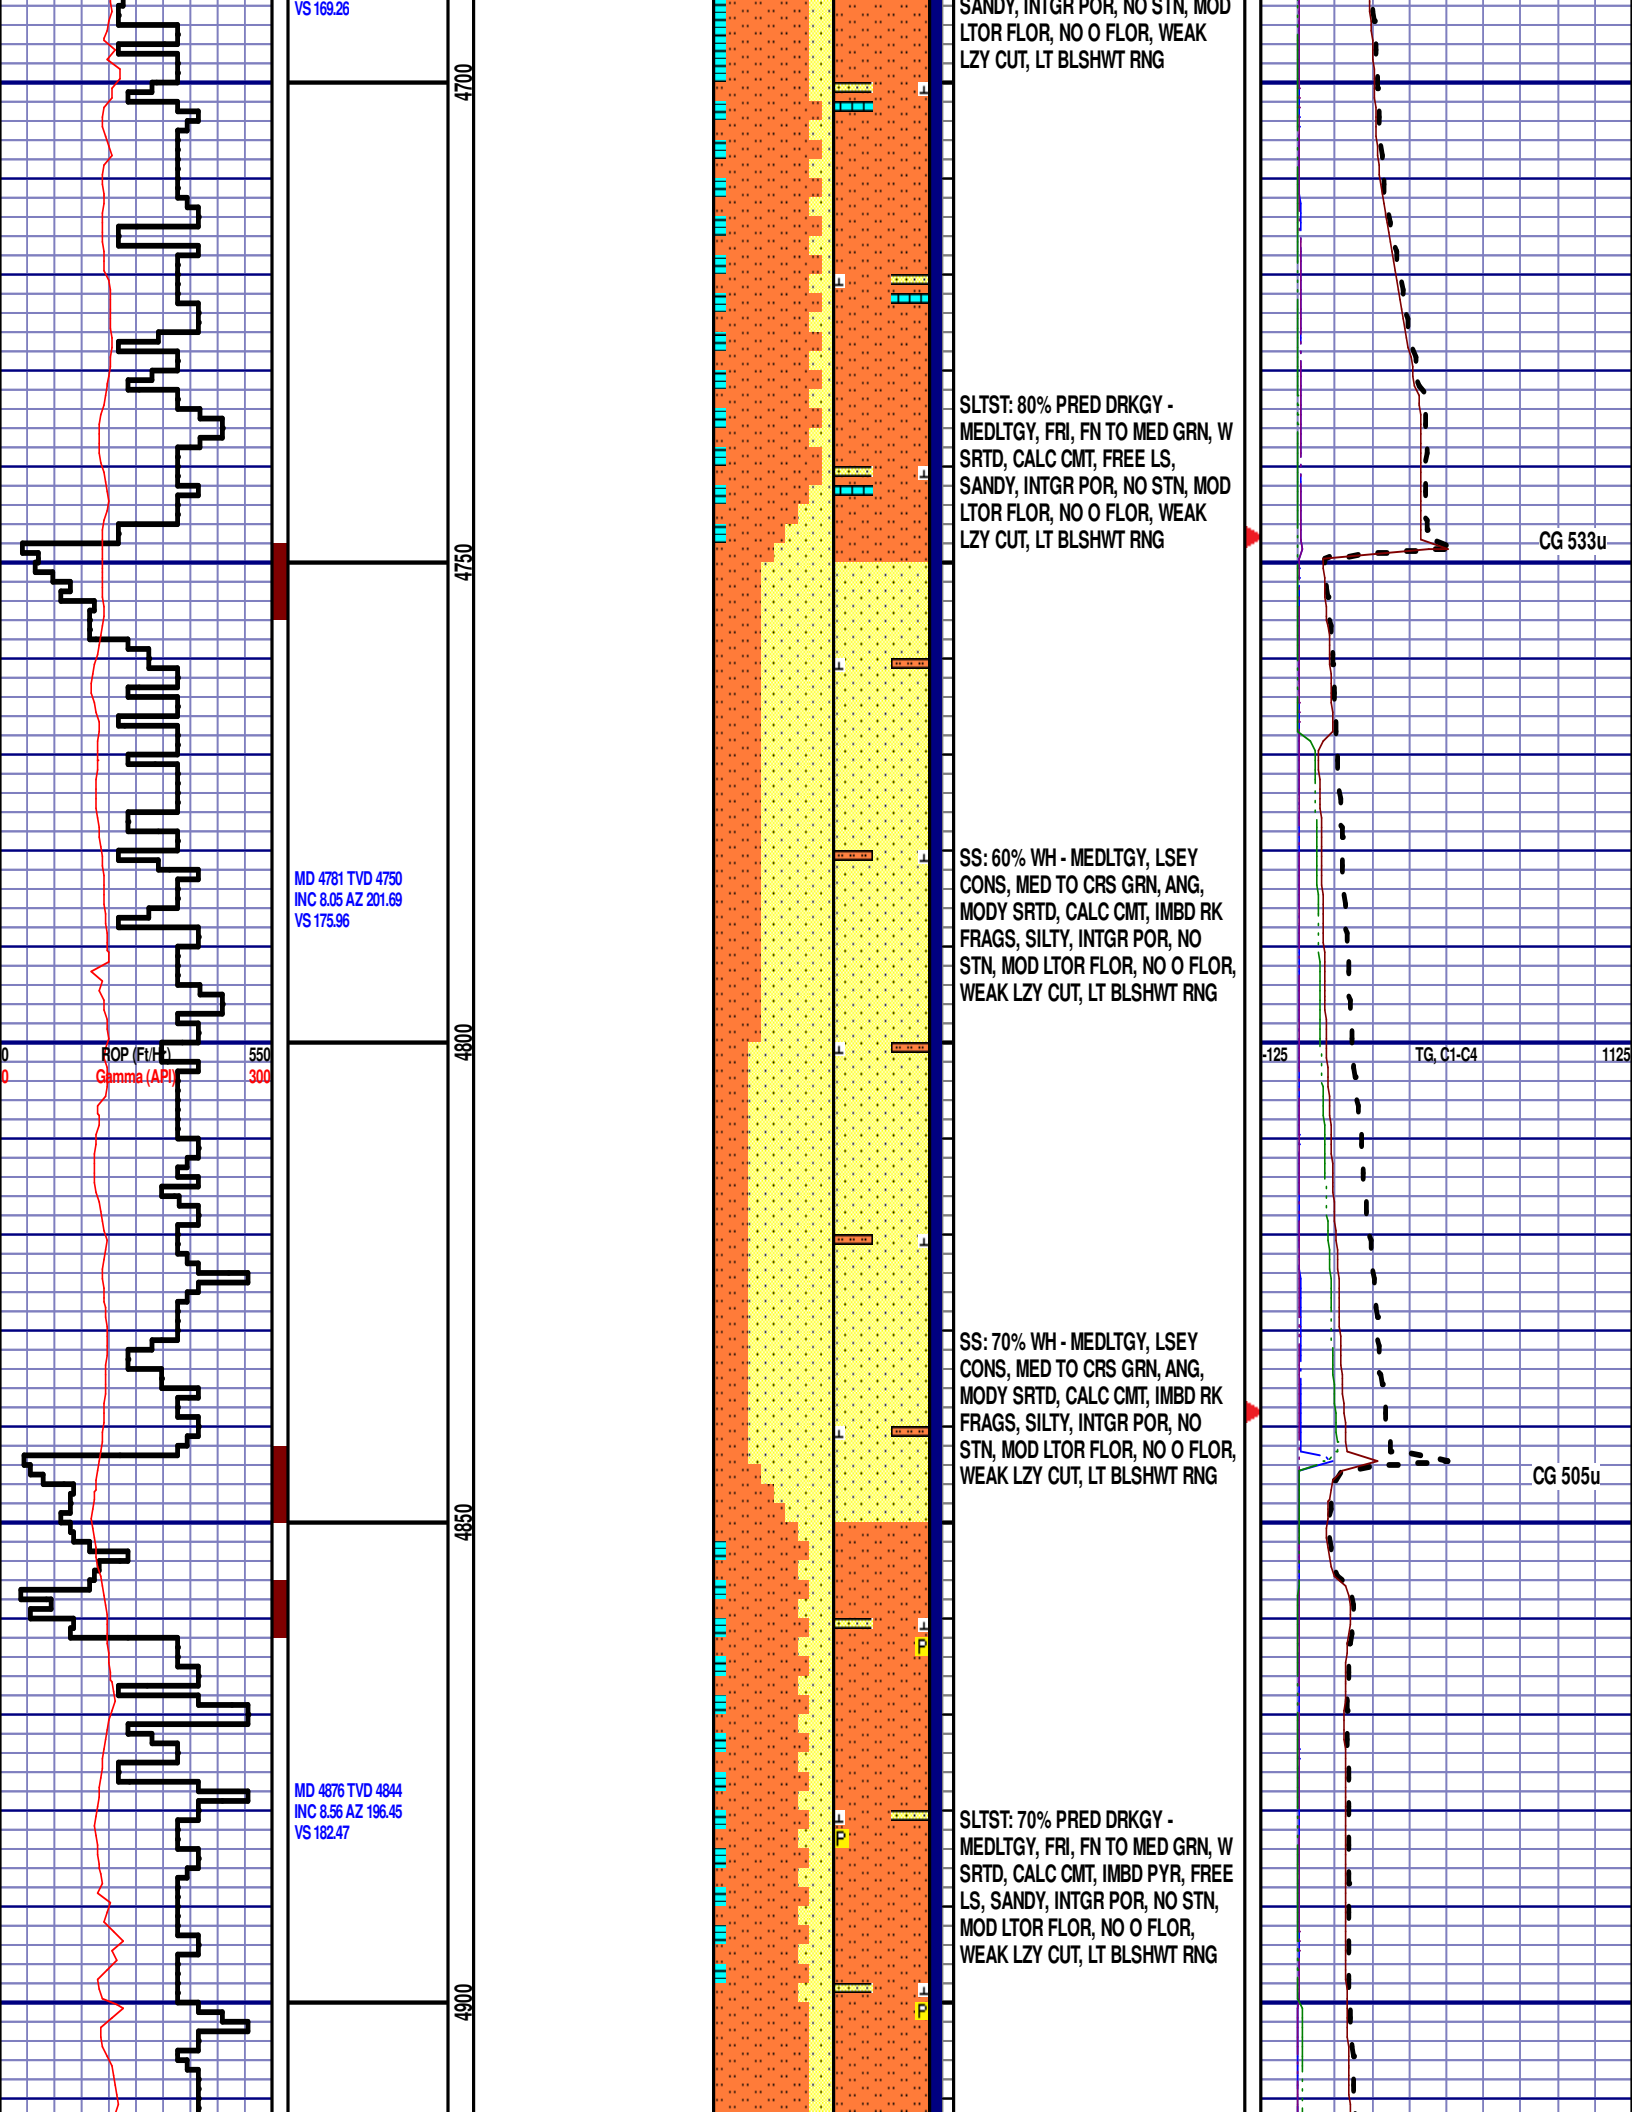 VS 169.26
SANDY, INTGR POR, NO STN, MOD
LTOR FLOR, NO O FLOR, WEAK
LZY CUT, LT BLSHWT RNG
4700
SLTST: 80% PRED DRKGY -
MEDLTGY, FRI, FN TO MED GRN, W
SRTD, CALC CMT, FREE LS,
SANDY, INTGR POR, NO STN, MOD
LTOR FLOR, NO O FLOR, WEAK
LZY CUT, LT BLSHWT RNG
CG 533u
4750
SS: 60% WH - MEDLTGY, LSEY
CONS, MED TO CRS GRN, ANG,
MODY SRTD, CALC CMT, IMBD RK
FRAGS, SILTY, INTGR POR, NO
STN, MOD LTOR FLOR, NO O FLOR,
WEAK LZY CUT, LT BLSHWT RNG
MD 4781 TVD 4750
INC 8.05 AZ 201.69
VS 175.96
4800
0 ROP (Ft/Hr) 550
0 Gamma (API) 300
-125 TG, C1-C4 1125
SS: 70% WH - MEDLTGY, LSEY
CONS, MED TO CRS GRN, ANG,
MODY SRTD, CALC CMT, IMBD RK
FRAGS, SILTY, INTGR POR, NO
STN, MOD LTOR FLOR, NO O FLOR,
WEAK LZY CUT, LT BLSHWT RNG
CG 505u
4850
P
MD 4876 TVD 4844
INC 8.56 AZ 196.45
VS 182.47
P
SLTST: 70% PRED DRKGY -
MEDLTGY, FRI, FN TO MED GRN, W
SRTD, CALC CMT, IMBD PYR, FREE
LS, SANDY, INTGR POR, NO STN,
MOD LTOR FLOR, NO O FLOR,
WEAK LZY CUT, LT BLSHWT RNG
4900
P